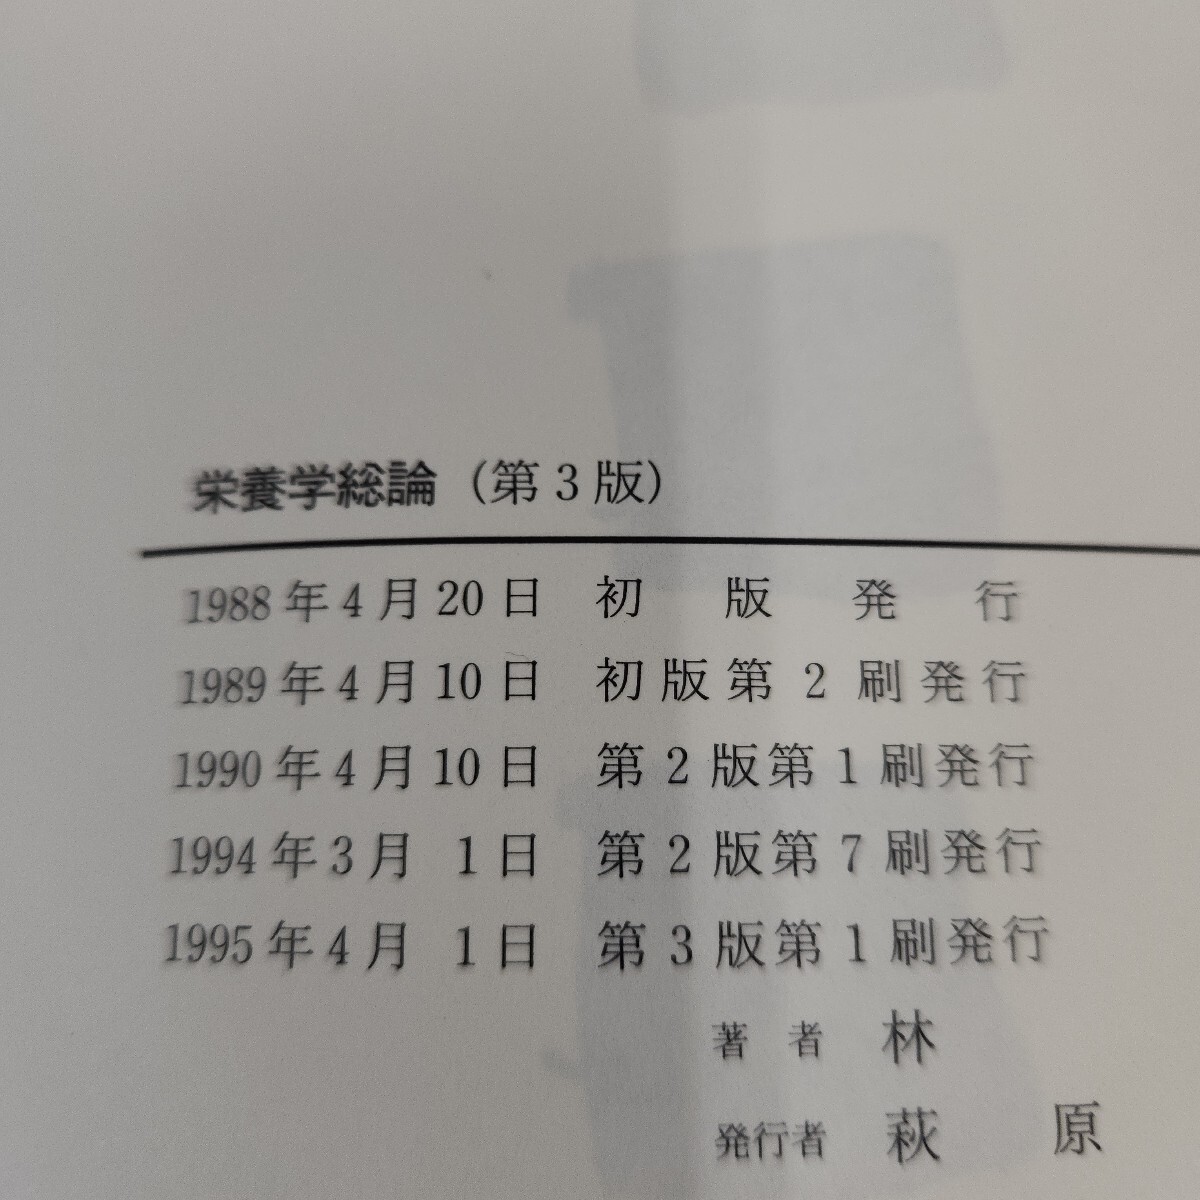 栄養学総論（第3版）
1988年4月20日 初版発行
1989年4月10日 初版第2刷発行
1990年4月10日 第2版第1刷発行
1994年3月1日 第2版第7刷発行
1995年4月1日 第3版第1刷発行
著者 林
発行者 萩原